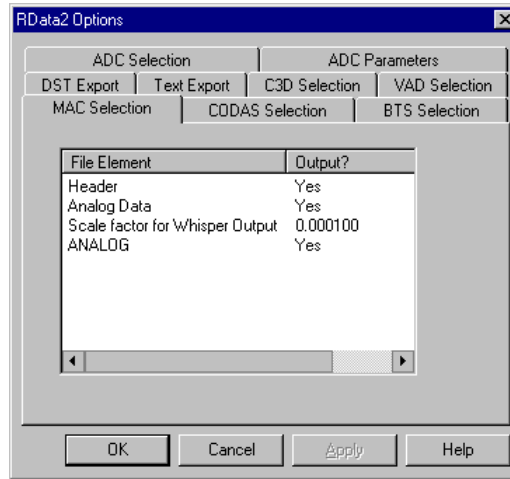 RData2 Options
ADC Selection ADC Parameters
DST Export Text Export C3D Selection VAD Selection
MAC Selection CODAS Selection BTS Selection
File Element Output?
Header Yes
Analog Data Yes
Scale factor for Whisper Output 0.000100
ANALOG Yes
OK Cancel Apply Help